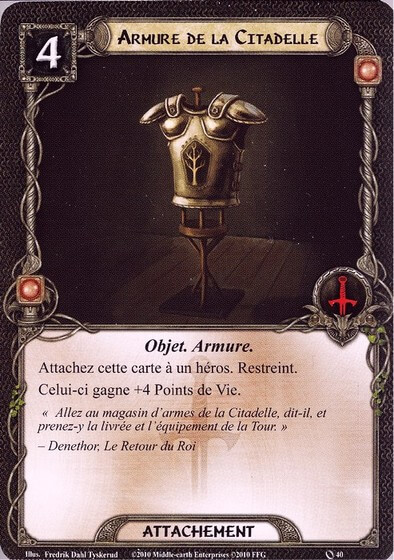 4
ARMURE DE LA CITADELLE
Objet. Armure.
Attachez cette carte à un héros. Restreint.
Celui-ci gagne +4 Points de Vie.
« Allez au magasin d'armes de la Citadelle, dit-il, et
prenez-y la livrée et l'équipement de la Tour. »
– Denethor, Le Retour du Roi
ATTACHEMENT
Illus. Fredrik Dahl Tyskerud ©2010 Middle-earth Enterprises ©2010 FFG 40